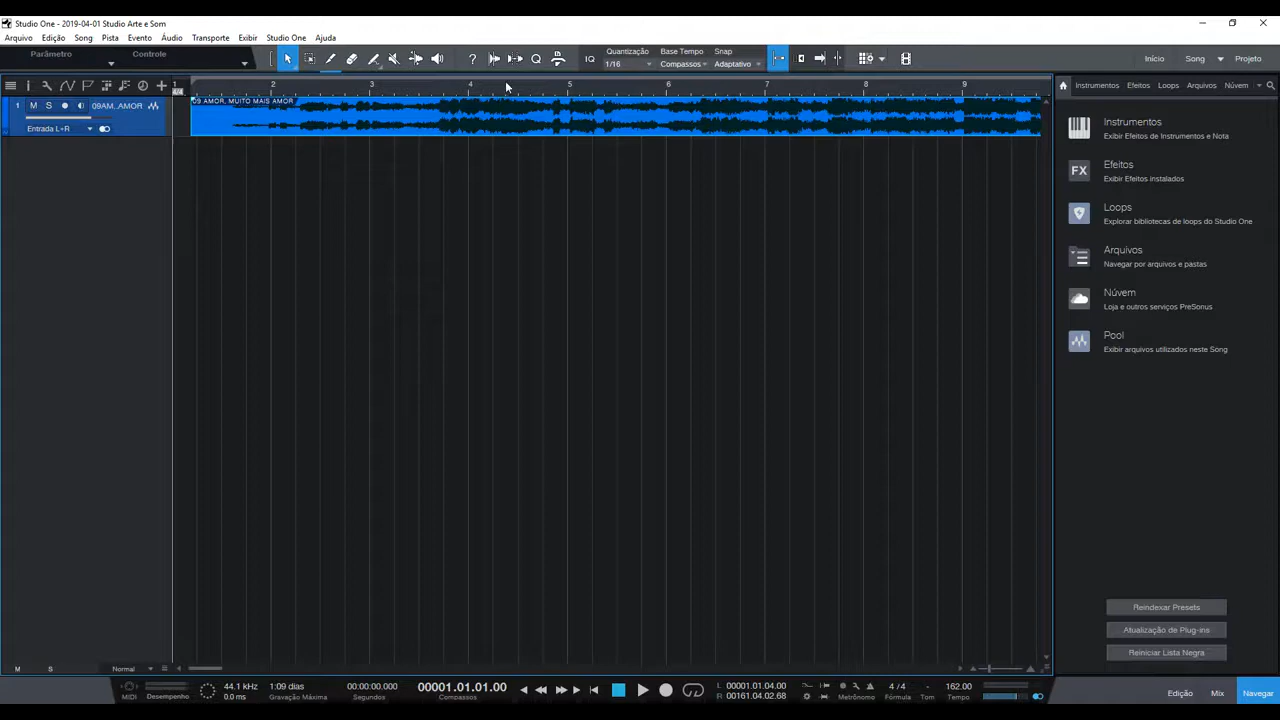 Studio One - 2019-04-01 Studio Arte e Som
Arquivo Edição Song Pista Evento Áudio Transporte Exibir Studio One Ajuda
Parâmetro Controle
Quantização Base Tempo Snap
IQ 1/16 Compassos Adaptativo
Início Song Projeto
1 2 3 4 5 6 7 8 9
4/4
Instrumentos Efeitos Loops Arquivos Núvem
1 M S 09AM_AMOR
09 AMOR, MUITO MAIS AMOR
Entrada L+R
Instrumentos
Exibir Efeitos de Instrumentos e Nota
FX Efeitos
Exibir Efeitos instalados
Loops
Explorar bibliotecas de loops do Studio One
Arquivos
Navegar por arquivos e pastas
Núvem
Loja e outros serviços PreSonus
Pool
Exibir arquivos utilizados neste Song
Reindexar Presets
Atualização de Plug-ins
Reiniciar Lista Negra
M S Normal
MIDI Desempenho
44.1 kHz
0.0 ms
1:09 dias
Gravação Máxima
00:00:00.000
Segundos
00001.01.01.00
Compassos
L 00001.01.04.00
R 00161.04.02.68
Metrônomo
4 / 4
Fórmula
-
Tom
162.00
Tempo
Edição Mix Navegar